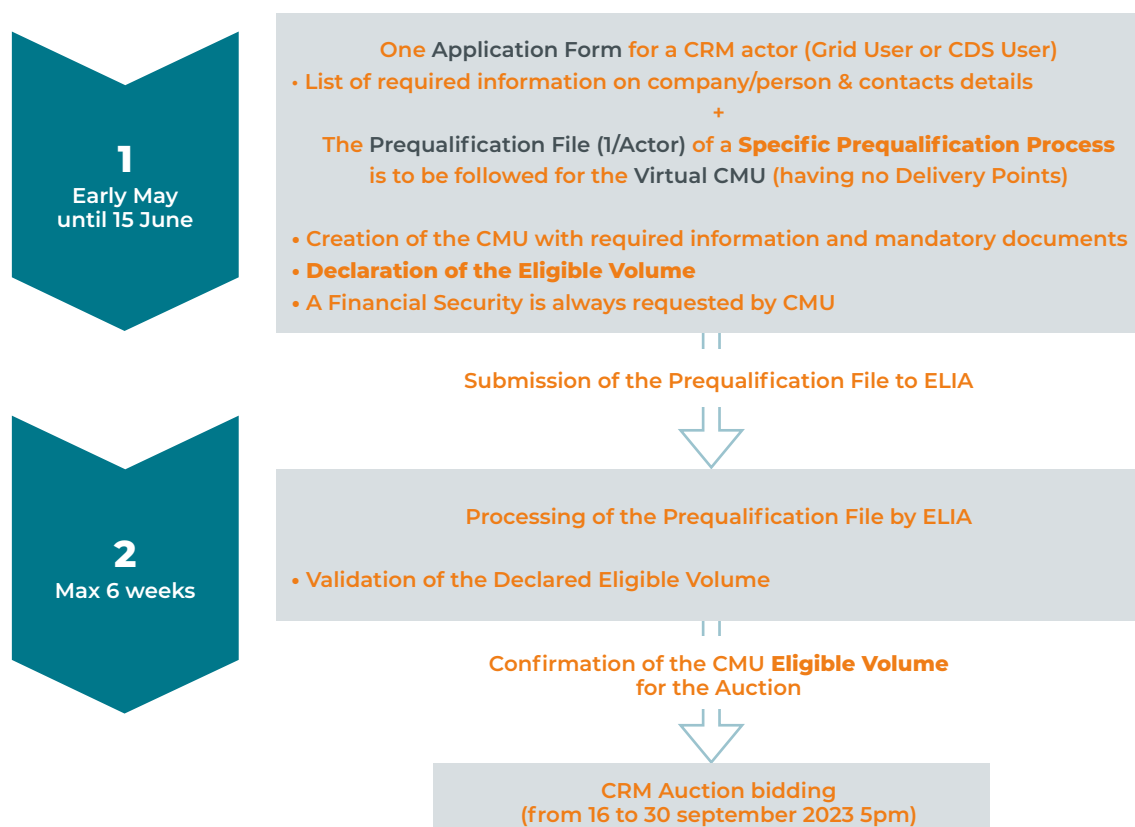 1
Early May
until 15 June
One Application Form for a CRM actor (Grid User or CDS User)
• List of required information on company/person & contacts details
+
The Prequalification File (1/Actor) of a Specific Prequalification Process
is to be followed for the Virtual CMU (having no Delivery Points)
• Creation of the CMU with required information and mandatory documents
• Declaration of the Eligible Volume
• A Financial Security is always requested by CMU
Submission of the Prequalification File to ELIA
2
Max 6 weeks
Processing of the Prequalification File by ELIA
• Validation of the Declared Eligible Volume
Confirmation of the CMU Eligible Volume
for the Auction
CRM Auction bidding
(from 16 to 30 september 2023 5pm)